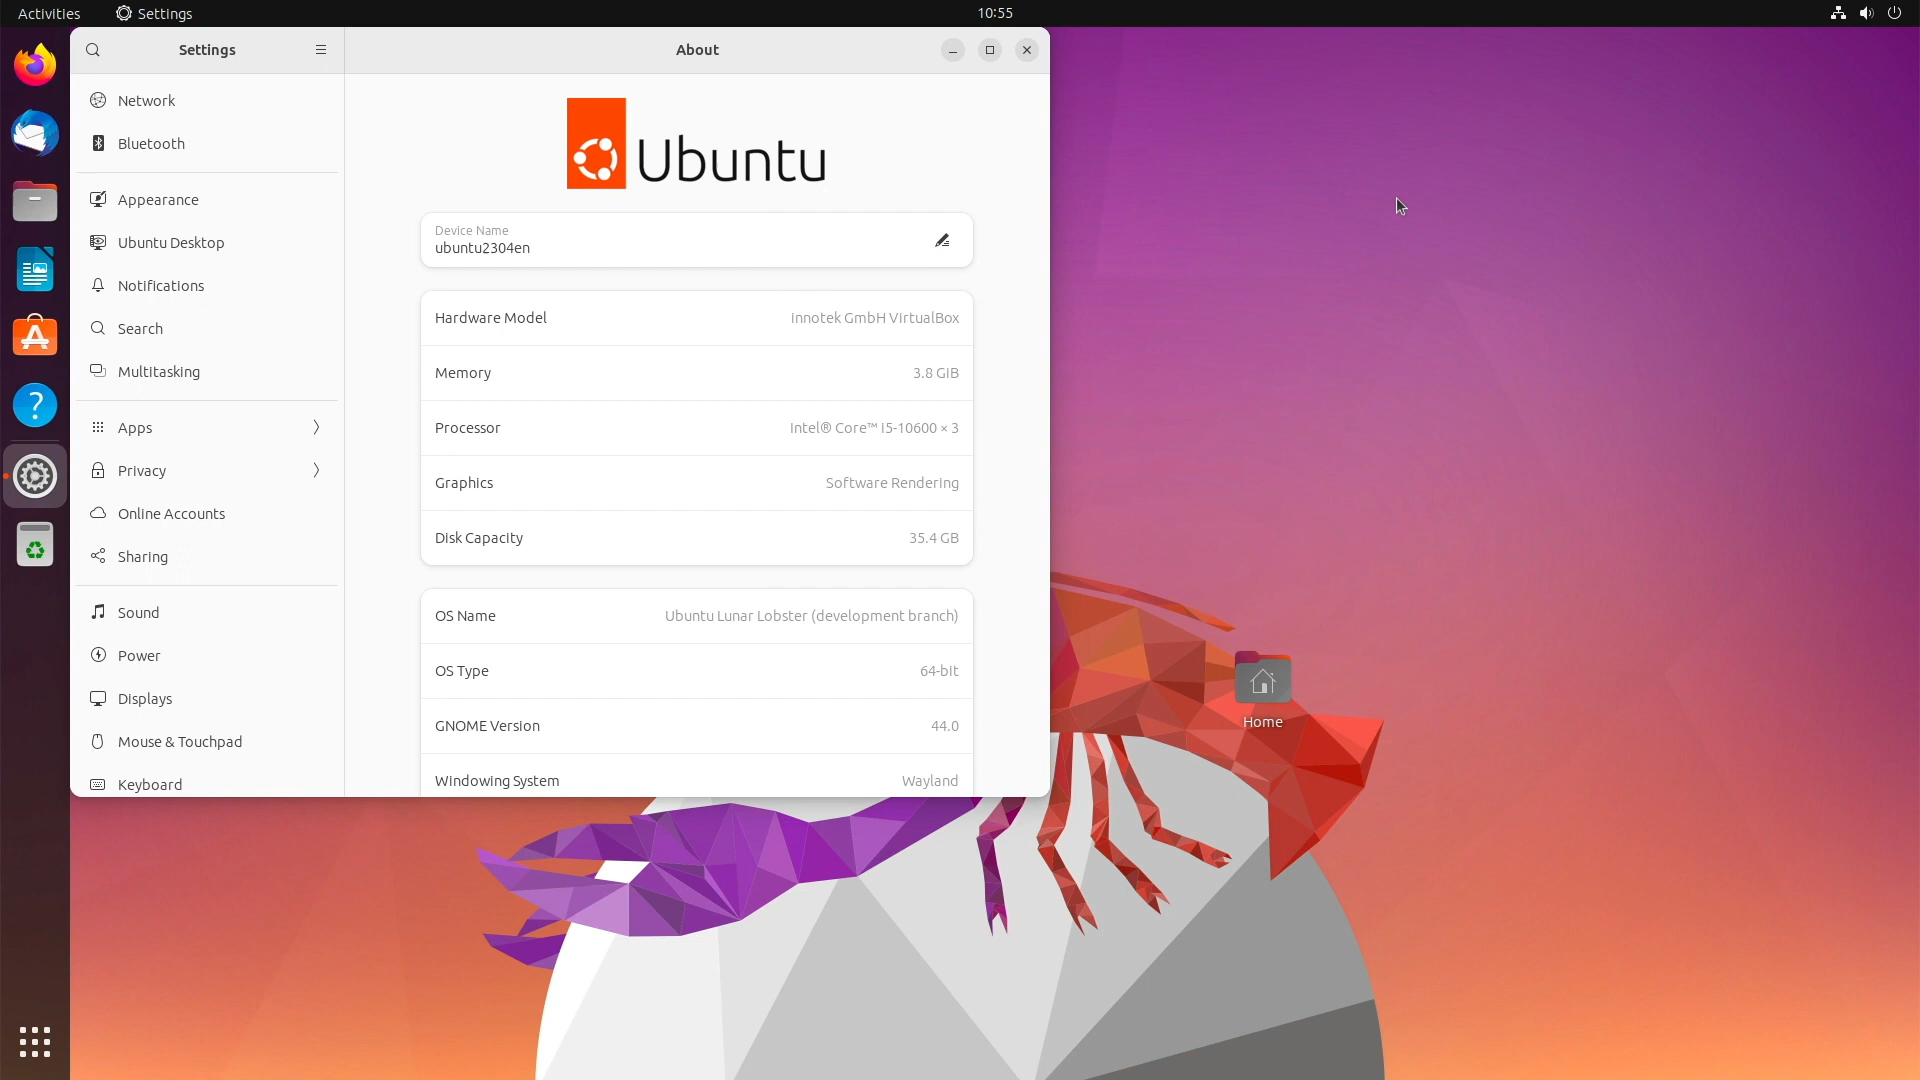 Activities
Settings
10:55
Settings
About
Network
Bluetooth
Appearance
Ubuntu Desktop
Notifications
Search
Multitasking
Apps
Privacy
Online Accounts
Sharing
Sound
Power
Displays
Mouse & Touchpad
Keyboard
Ubuntu
Device Name
ubuntu2304en
Hardware Model innotek GmbH VirtualBox
Memory 3.8 GiB
Processor Intel® Core™ i5-10600 × 3
Graphics Software Rendering
Disk Capacity 35.4 GB
OS Name Ubuntu Lunar Lobster (development branch)
OS Type 64-bit
GNOME Version 44.0
Windowing System Wayland
Home